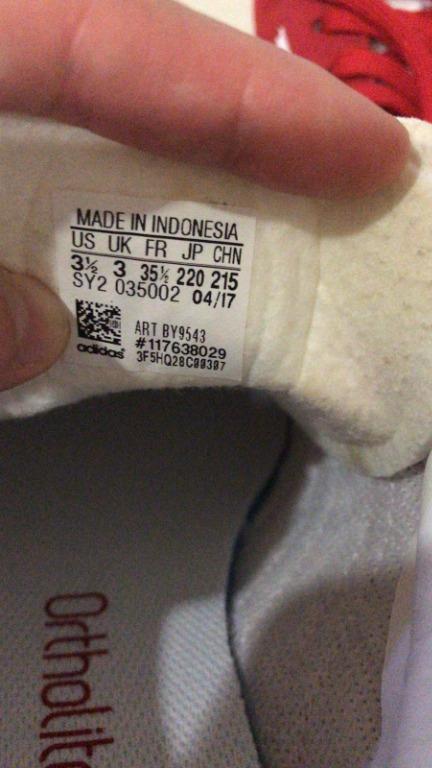 MADE IN INDONESIA
US UK FR JP CHN
3½ 3 35½ 220 215
SY2 035002 04/17
ART BY9543
#117638029
adidas 3F5HQ28C00307
Ortholite